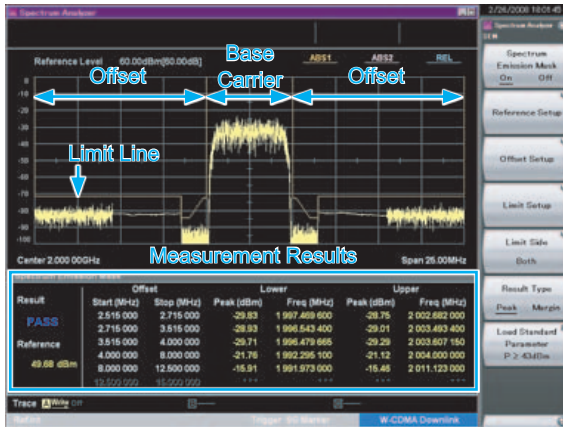 Spectrum Analyzer
2/26/2008 18:01:45
Spectrum Analyzer
SEM
Reference Level 60.00dBm[60.00dB]
ABS1 ABS2 REL
Base
Carrier
Offset
Offset
Limit Line
0
-10
-20
-30
-40
-50
-60
-70
-80
-90
-100
Center 2.000 00GHz
Span 25.00MHz
Measurement Results
Spectrum Emission Mask
Offset Lower Upper
Result Start (MHz) Stop (MHz) Peak (dBm) Freq (MHz) Peak (dBm) Freq (MHz)
PASS
Reference
49.68 dBm
2.515 000 2.715 000 -29.83 1 997.469 600 -28.75 2 002.682 000
2.715 000 3.515 000 -28.93 1 996.543 400 -29.01 2 003.493 400
3.515 000 4.000 000 -29.71 1 996.479 665 -29.29 2 003.607 150
4.000 000 8.000 000 -21.76 1 992.295 100 -21.12 2 004.000 000
8.000 000 12.500 000 -15.91 1 991.973 000 -15.45 2 011.123 000
12.500 000 15.000 000 *** *** *** ***
Trace A Write Off
Ref.Int
Trigger SG Marker
W-CDMA Downlink
Spectrum
Emission Mask
On Off
Reference Setup
Offset Setup
Limit Setup
Limit Side
Both
Result Type
Peak Margin
Load Standard
Parameter
P ≥ 43dBm